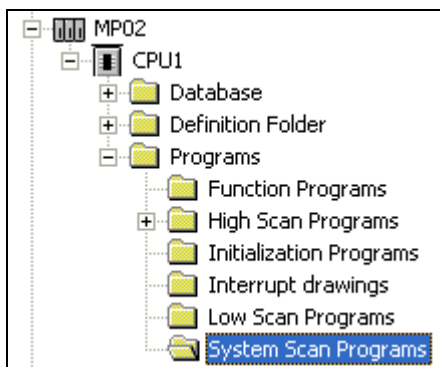 MP02
CPU1
Database
Definition Folder
Programs
Function Programs
High Scan Programs
Initialization Programs
Interrupt drawings
Low Scan Programs
System Scan Programs